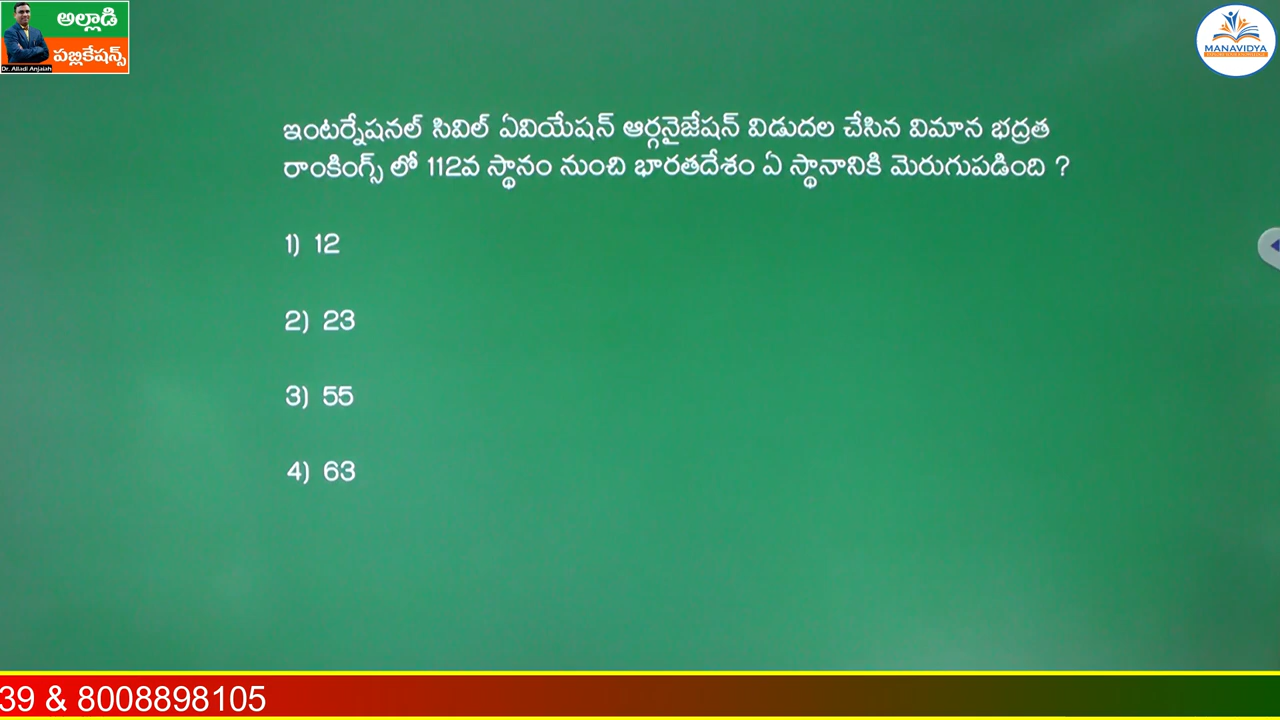 అల్లాడి
పబ్లికేషన్స్
Dr. Alladi Anjaiah
MANAVIDYA
ఇంటర్నేషనల్ సివిల్ ఏవియేషన్ ఆర్గనైజేషన్ విడుదల చేసిన విమాన భద్రత
రాంకింగ్స్ లో 112వ స్థానం నుంచి భారతదేశం ఏ స్థానానికి మెరుగుపడింది ?
1) 12
2) 23
3) 55
4) 63
39 & 8008898105